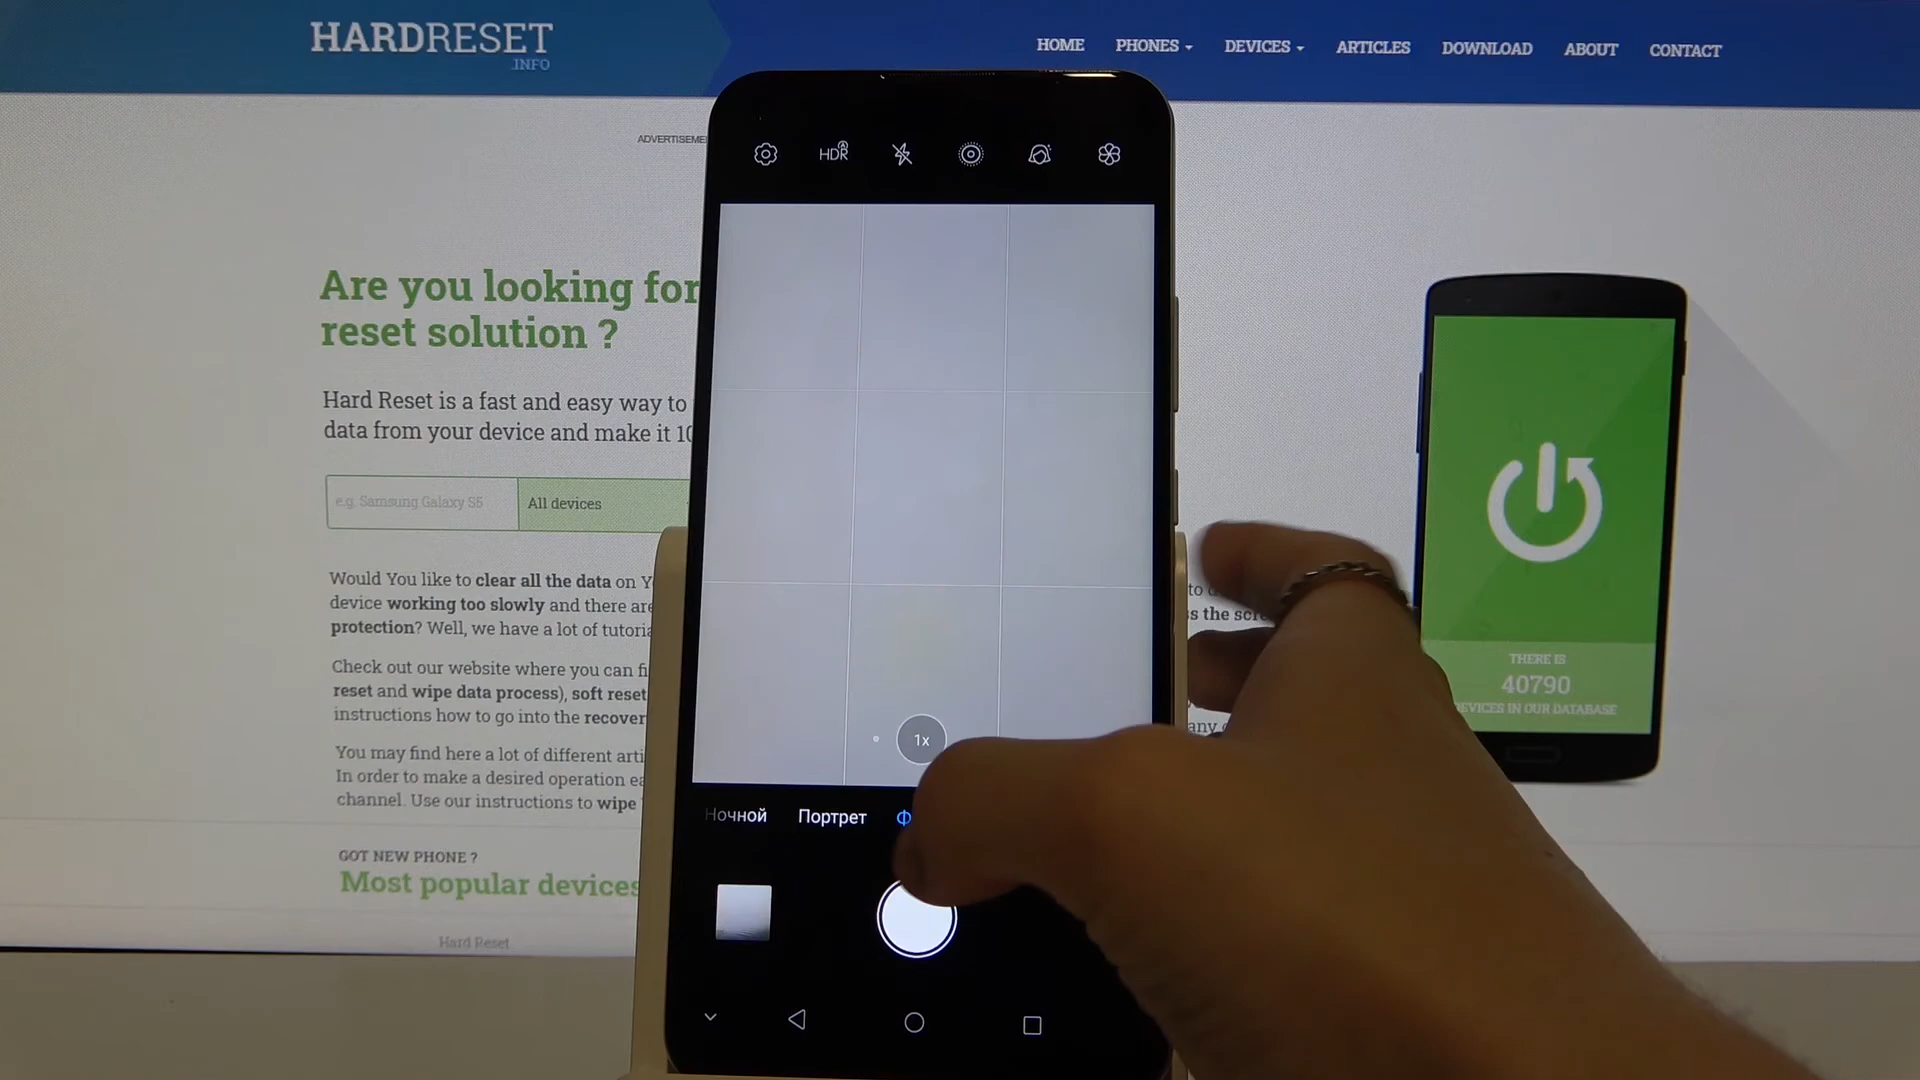 HARDRESET
.INFO
HOME PHONES DEVICES ARTICLES DOWNLOAD ABOUT CONTACT
HDR
Are you looking for
reset solution ?
Hard Reset is a fast and easy way to
data from your device and make it
e.g. Samsung Galaxy S5
All devices
Would You like to clear all the data on
device working too slowly and there are
protection? Well, we have a lot of
Check out our website where you can
reset and wipe data process), soft reset
instructions how to go into the
You may find here a lot of different
In order to make a desired operation
channel. Use our instructions to wipe
GOT NEW PHONE ?
Most popular devices
Hard Reset
1x
Ночной Портрет
to
the
THERE IS
40790
DEVICES IN OUR DATABASE